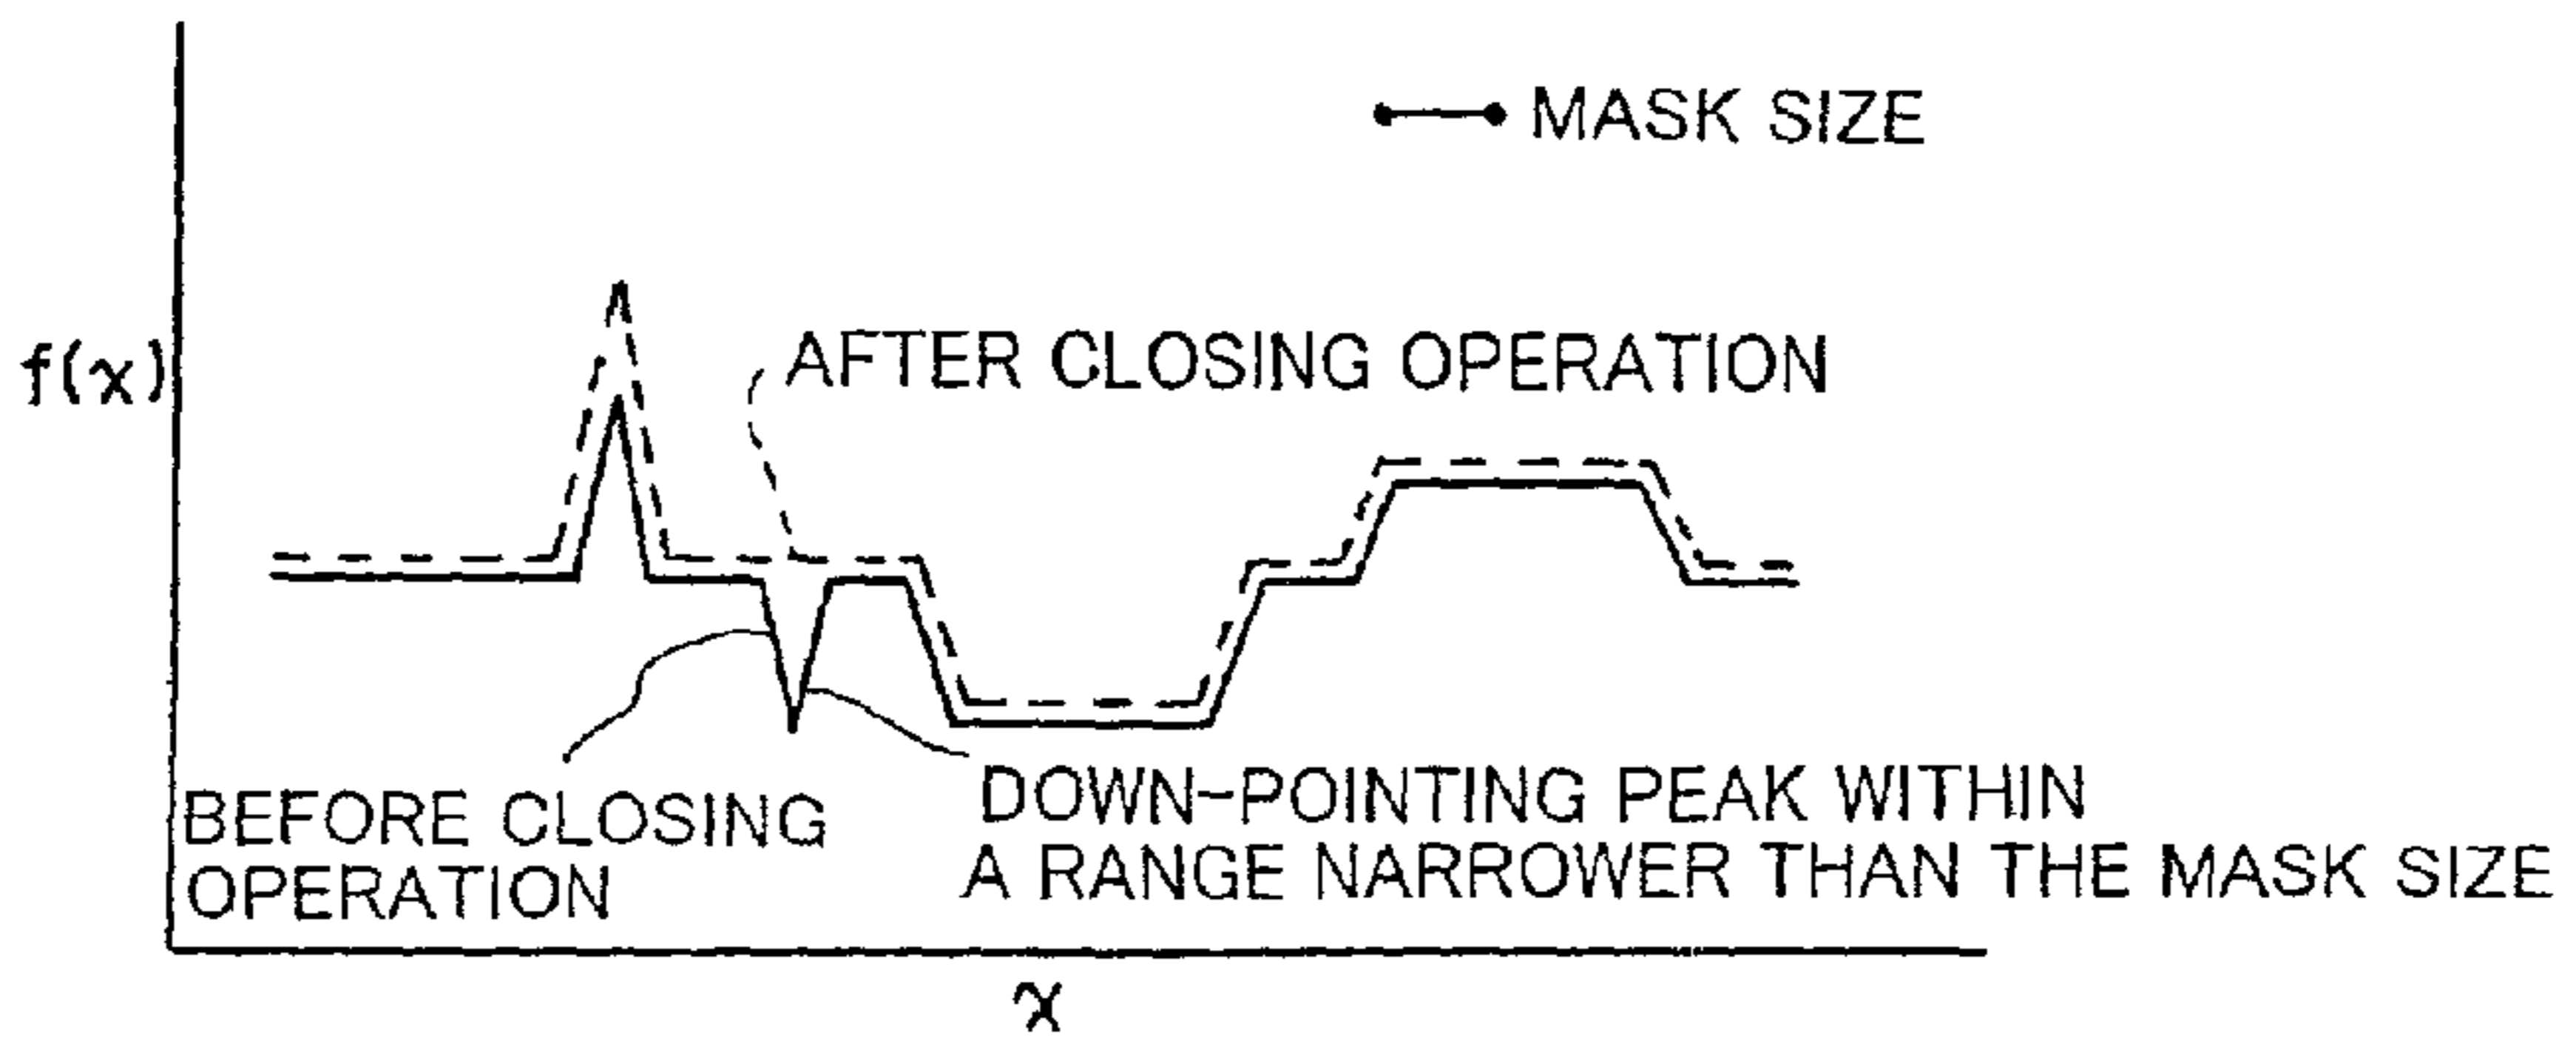 MASK SIZE
f(x)
AFTER CLOSING OPERATION
BEFORE CLOSING
OPERATION
DOWN-POINTING PEAK WITHIN
A RANGE NARROWER THAN THE MASK SIZE
x